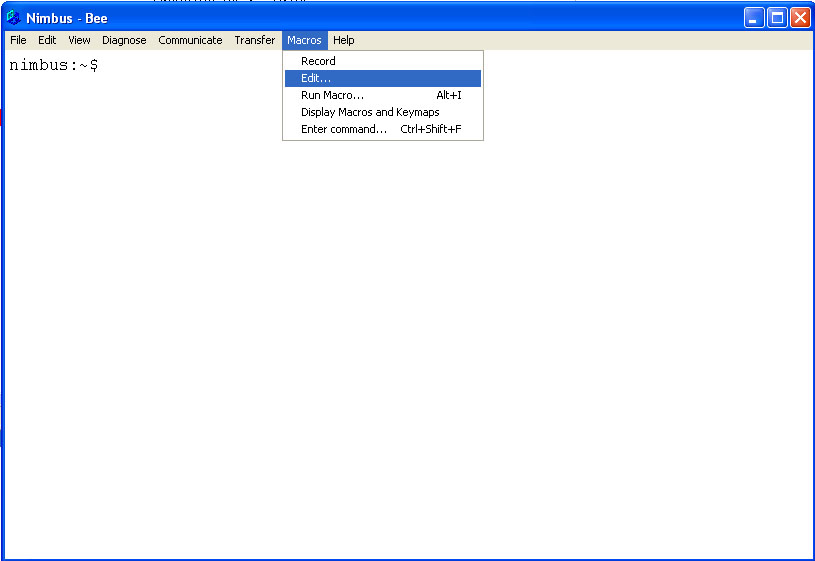 Nimbus - Bee
File Edit View Diagnose Communicate Transfer Macros Help
nimbus:~$
Record
Edit...
Run Macro... Alt+I
Display Macros and Keymaps
Enter command... Ctrl+Shift+F